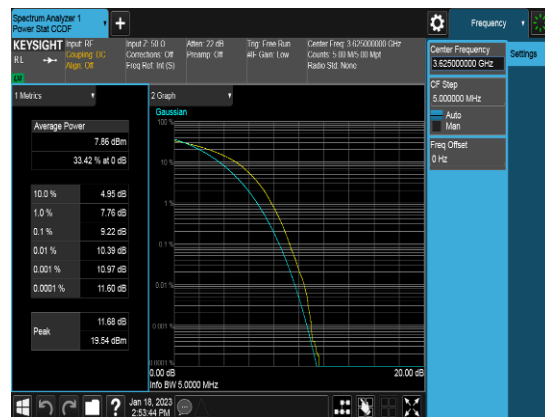 Spectrum Analyzer 1
Power Stat CCDF
+
Frequency
KEYSIGHT
RL
Input: RF
Coupling: DC
Align: Off
Input Z: 50 Ω
Corrections: Off
Freq Ref: Int (S)
Atten: 22 dB
Preamp: Off
Trig: Free Run
#IF Gain: Low
Center Freq: 3.625000000 GHz
Counts: 5.00 M/5.00 Mpt
Radio Std: None
1 Metrics
Average Power
7.86 dBm
33.42 % at 0 dB
10.0 % 4.95 dB
1.0 % 7.76 dB
0.1 % 9.22 dB
0.01 % 10.39 dB
0.001 % 10.97 dB
0.0001 % 11.60 dB
Peak
11.68 dB
19.54 dBm
2 Graph
Gaussian
100 %
10 %
1 %
0.1 %
0.01 %
0.001 %
0.0001 %
0.00 dB
20.00 dB
Info BW 5.0000 MHz
Center Frequency
3.625000000 GHz
Settings
CF Step
5.000000 MHz
Auto
Man
Freq Offset
0 Hz
?
Jan 18, 2023
2:53:44 PM